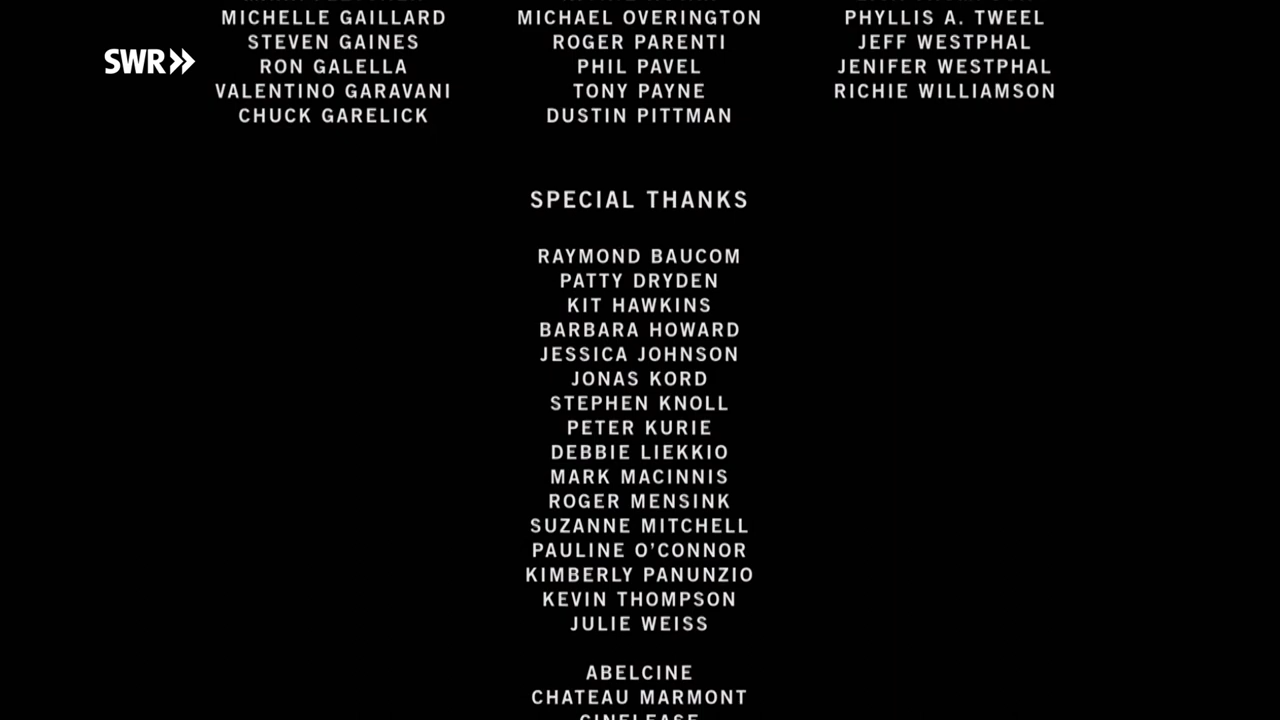 SWR
MICHELLE GAILLARD
STEVEN GAINES
RON GALELLA
VALENTINO GARAVANI
CHUCK GARELICK
MICHAEL OVERINGTON
ROGER PARENTI
PHIL PAVEL
TONY PAYNE
DUSTIN PITTMAN
PHYLLIS A. TWEEL
JEFF WESTPHAL
JENIFER WESTPHAL
RICHIE WILLIAMSON
SPECIAL THANKS
RAYMOND BAUCOM
PATTY DRYDEN
KIT HAWKINS
BARBARA HOWARD
JESSICA JOHNSON
JONAS KORD
STEPHEN KNOLL
PETER KURIE
DEBBIE LIEKKIO
MARK MACINNIS
ROGER MENSINK
SUZANNE MITCHELL
PAULINE O’CONNOR
KIMBERLY PANUNZIO
KEVIN THOMPSON
JULIE WEISS
ABELCINE
CHATEAU MARMONT
CINELEASE